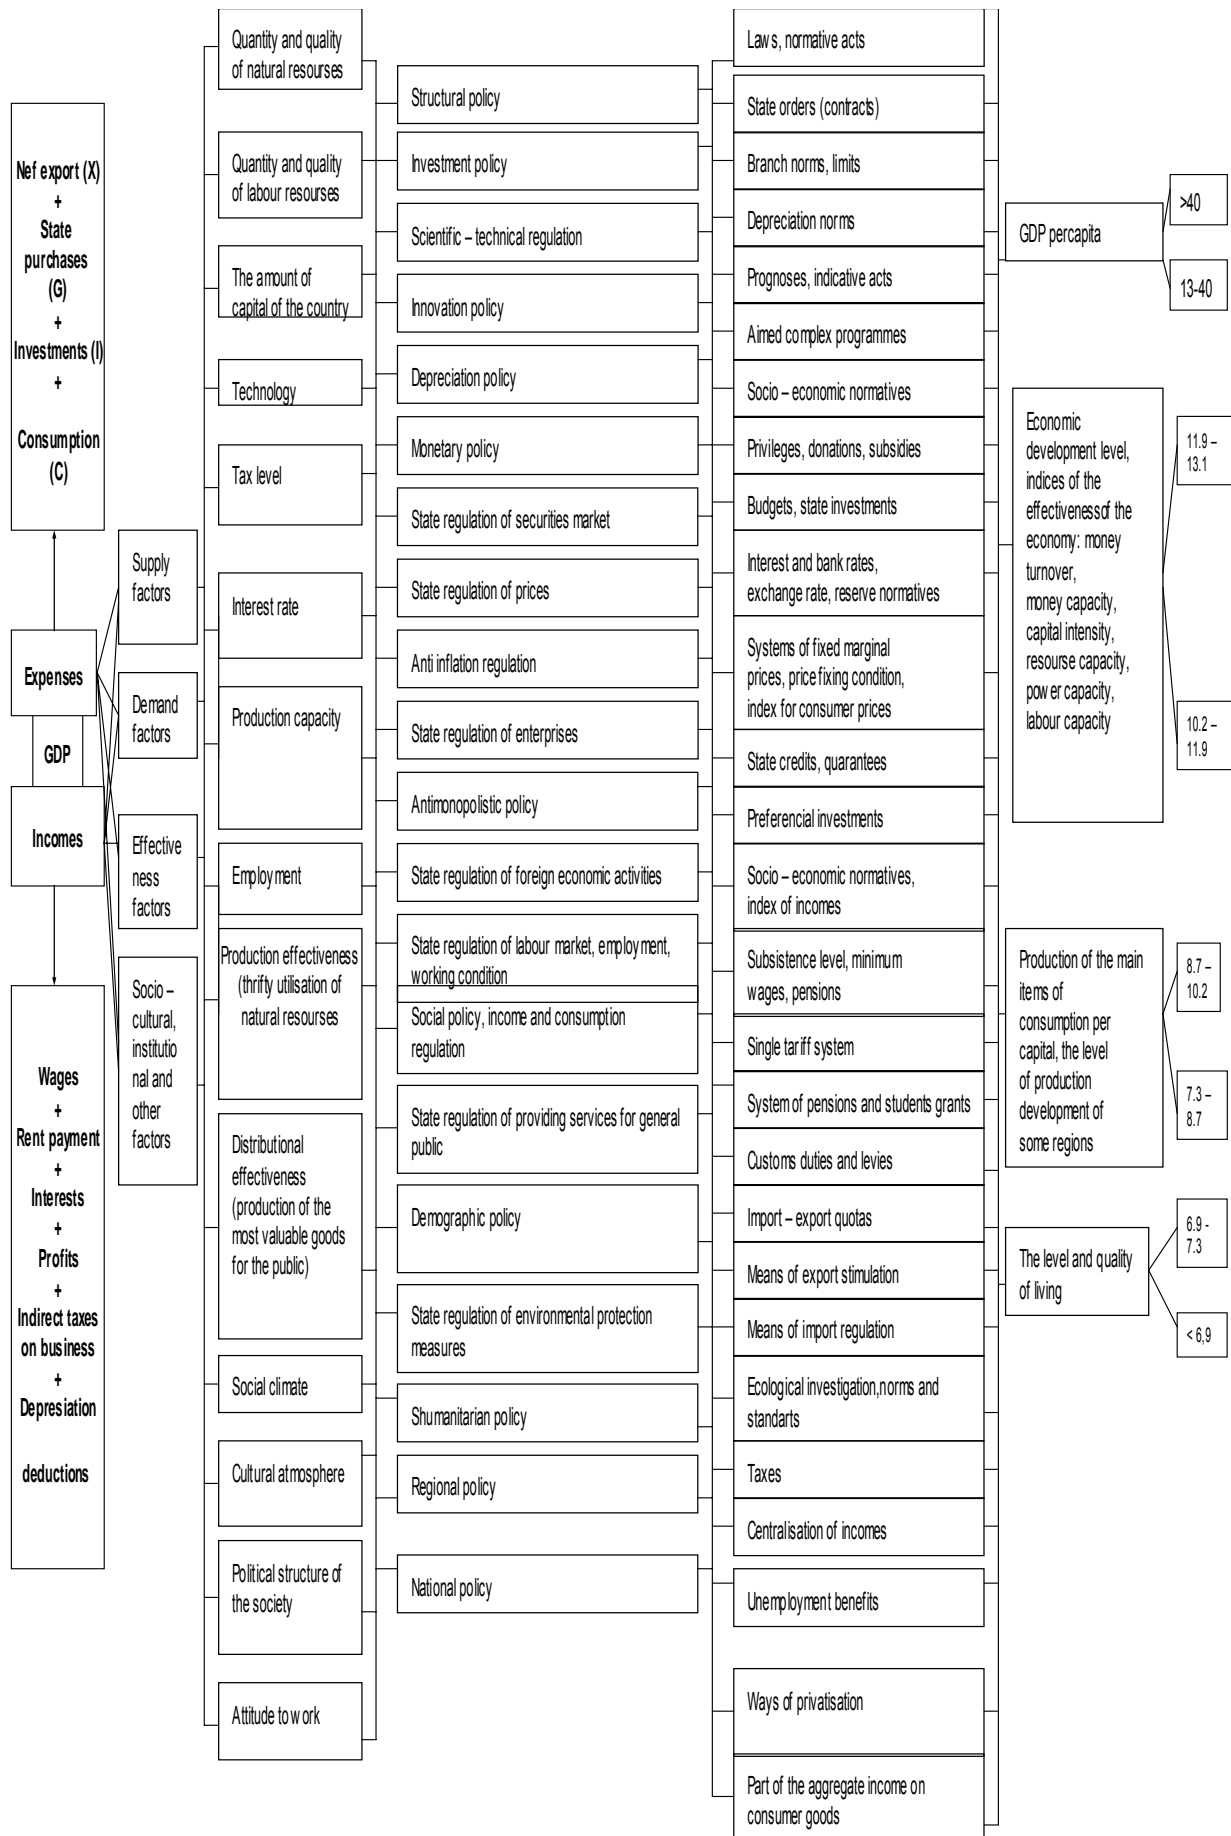 Nef export (X)
+
State
purchases
(G)
+
Investments (I)
+
Consumption
(C)
Expenses
GDP
Incomes
Wages
+
Rent payment
+
Interests
+
Profits
+
Indirect taxes
on business
+
Depresiation
deductions
Supply
factors
Demand
factors
Effective
ness
factors
Socio –
cultural,
institutio
nal and
other
factors
Quantity and quality
of natural resourses
Quantity and quality
of labour resourses
The amount of
capital of the country
Technology
Tax level
Interest rate
Production capacity
Employment
Production effectiveness
(thrifty utilisation of
natural resourses
Distributional
effectiveness
(production of the
most valuable goods
for the public)
Social climate
Cultural atmosphere
Political structure of
the society
Attitude to work
Structural policy
Investment policy
Scientific – technical regulation
Innovation policy
Depreciation policy
Monetary policy
State regulation of securities market
State regulation of prices
Anti inflation regulation
State regulation of enterprises
Antimonopolistic policy
State regulation of foreign economic activities
State regulation of labour market, employment,
working condition
Social policy, income and consumption
regulation
State regulation of providing services for general
public
Demographic policy
State regulation of environmental protection
measures
Shumanitarian policy
Regional policy
National policy
Laws, normative acts
State orders (contracts)
Branch norms, limits
Depreciation norms
Prognoses, indicative acts
Aimed complex programmes
Socio – economic normatives
Privileges, donations, subsidies
Budgets, state investments
Interest and bank rates,
exchange rate, reserve normatives
Systems of fixed marginal
prices, price fixing condition,
index for consumer prices
State credits, quarantees
Preferencial investments
Socio – economic normatives,
index of incomes
Subsistence level, minimum
wages, pensions
Single tariff system
System of pensions and students grants
Customs duties and levies
Import – export quotas
Means of export stimulation
Means of import regulation
Ecological investigation,norms and
standarts
Taxes
Centralisation of incomes
Unemployment benefits
Ways of privatisation
Part of the aggregate income on
consumer goods
GDP percapita
Economic
development level,
indices of the
effectivenessof the
economy: money
turnover,
money capacity,
capital intensity,
resourse capacity,
power capacity,
labour capacity
Production of the main
items of
consumption per
capital, the level
of production
development of
some regions
The level and quality
of living
>40
13-40
11.9 –
13.1
10.2 –
11.9
8.7 –
10.2
7.3 –
8.7
6.9 -
7.3
< 6,9